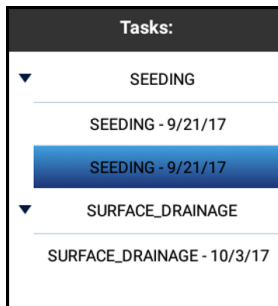 Tasks:
SEEDING
SEEDING - 9/21/17
SEEDING - 9/21/17
SURFACE_DRAINAGE
SURFACE_DRAINAGE - 10/3/17